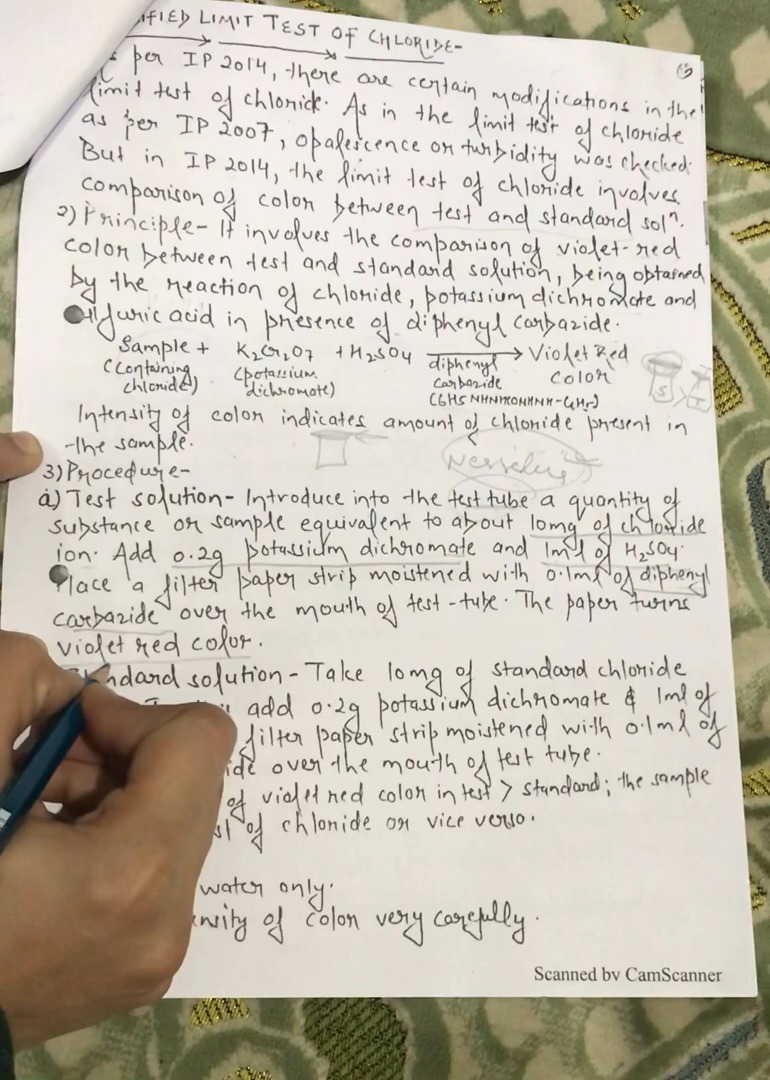 IFIED LIMIT TEST OF CHLORIDE-
per IP 2014, there are certain modifications in the
limit test of chloride. As in the limit test of chloride
as per IP 2007, opalescence or turbidity was checked.
But in IP 2014, the limit test of chloride involves
comparison of color between test and standard solⁿ.
2) Principle- It involves the comparison of violet-red
color between test and standard solution, being obtained
by the reaction of chloride, potassium dichromate and
furic acid in presence of diphenyl carbazide.
Sample + K₂Cr₂O₇ + H₂SO₄ diphenyl carbazide → Violet Red color
(Containing chloride) (potassium dichromate)
S > T
Intensity of color indicates amount of chloride present in
the sample.
3) Procedure-
a) Test solution- Introduce into the test tube a quantity of
substance or sample equivalent to about 10mg of chloride
ion. Add 0.2g potassium dichromate and 1ml of H₂SO₄.
Place a filter paper strip moistened with 0.1ml of diphenyl
carbazide over the mouth of test-tube. The paper turns
violet red color.
ndard solution- Take 10mg of standard chloride
add 0.2g potassium dichromate & 1ml of
filter paper strip moistened with 0.1ml of
ide over the mouth of test tube.
of violet red color in test > standard; the sample
st of chloride or vice verso.
water only.
ensity of color very carefully.
Scanned by CamScanner